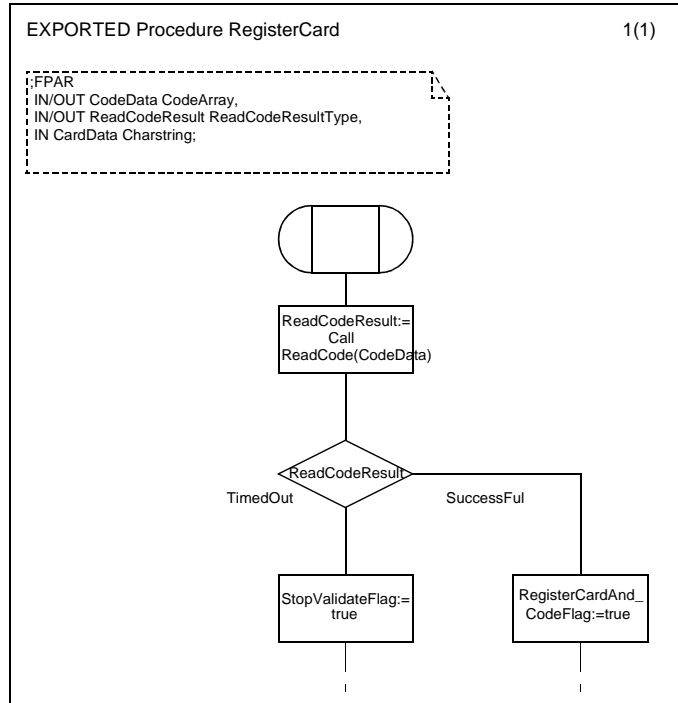 EXPORTED Procedure RegisterCard 1(1)
;FPAR
IN/OUT CodeData CodeArray,
IN/OUT ReadCodeResult ReadCodeResultType,
IN CardData Charstring;
ReadCodeResult:=
Call
ReadCode(CodeData)
ReadCodeResult
TimedOut
SuccessFul
StopValidateFlag:=
true
RegisterCardAnd_
CodeFlag:=true